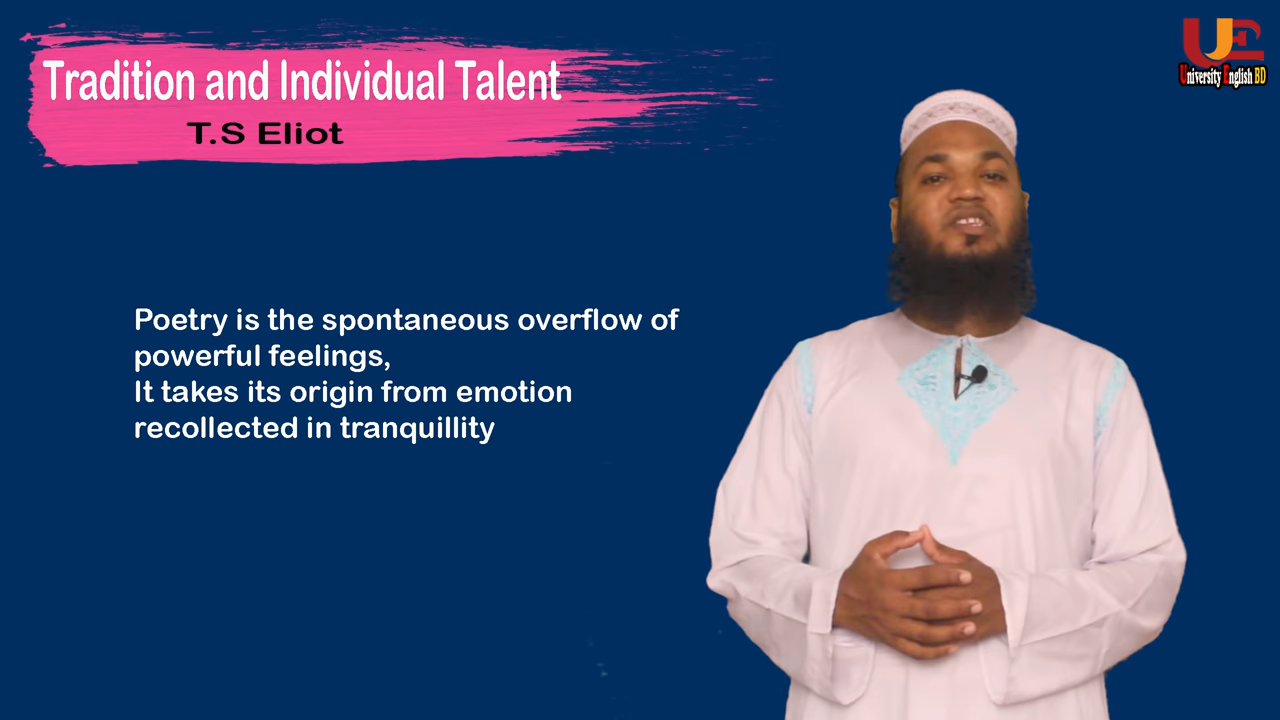 Tradition and Individual Talent
T.S Eliot
UE
University English BD
Poetry is the spontaneous overflow of
powerful feelings,
It takes its origin from emotion
recollected in tranquillity